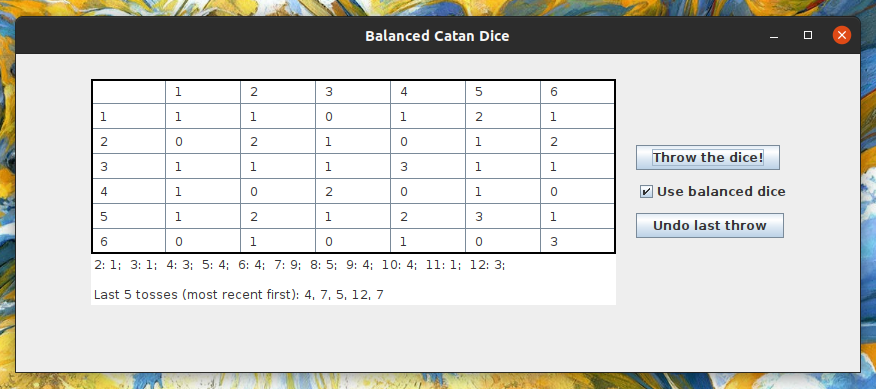 Balanced Catan Dice
1 2 3 4 5 6
1 1 1 0 1 2 1
2 0 2 1 0 1 2
Throw the dice!
3 1 1 1 3 1 1
4 1 0 2 0 1 0
Use balanced dice
5 1 2 1 2 3 1
Undo last throw
6 0 1 0 1 0 3
2: 1; 3: 1; 4: 3; 5: 4; 6: 4; 7: 9; 8: 5; 9: 4; 10: 4; 11: 1; 12: 3;
Last 5 tosses (most recent first): 4, 7, 5, 12, 7